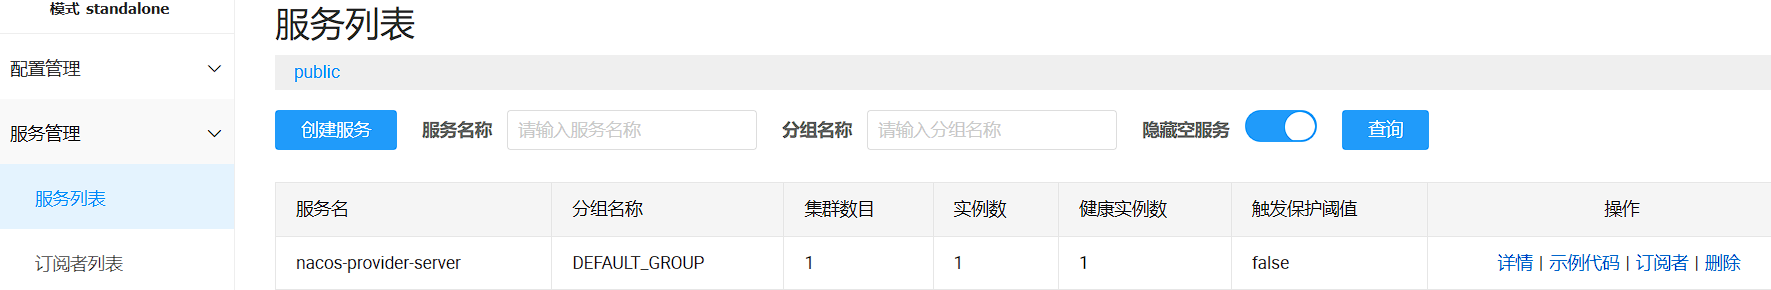 模式 standalone
服务列表
配置管理
public
服务管理
创建服务 服务名称 请输入服务名称 分组名称 请输入分组名称 隐藏空服务 查询
服务列表
服务名 分组名称 集群数目 实例数 健康实例数 触发保护阈值 操作
订阅者列表
nacos-provider-server DEFAULT_GROUP 1 1 1 false 详情 | 示例代码 | 订阅者 | 删除